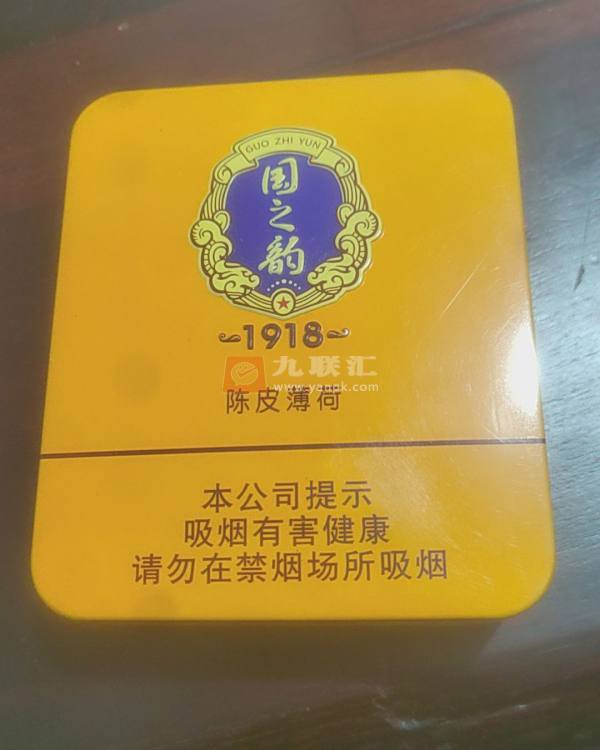 GUO ZHI YUN
国之韵
1918
九联汇
www.yanpk.com
陈皮薄荷
本公司提示
吸烟有害健康
请勿在禁烟场所吸烟